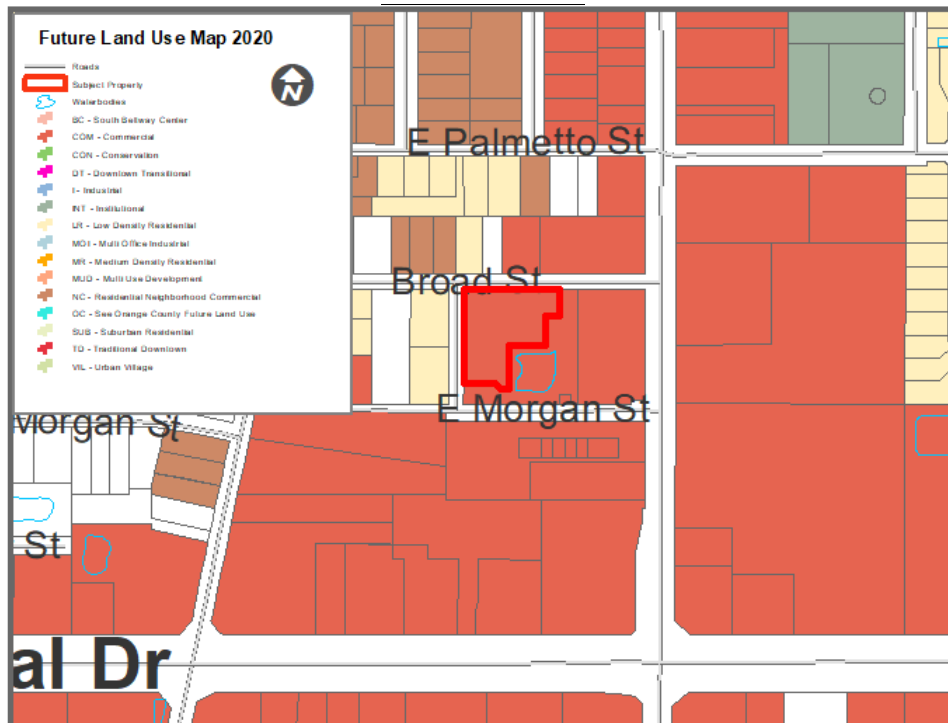 Future Land Use Map 2020
Roads
Subject Property
Waterbodies
N
BC - South Beltway Center
COM - Commercial
CON - Conservation
DT - Downtown Transitional
I - Industrial
INT - Institutional
LR - Low Density Residential
MOI - Multi Office Industrial
MR - Medium Density Residential
MUD - Multi Use Development
NC - Residential Neighborhood Commercial
OC - See Orange County Future Land Use
SUB - Suburban Residential
TD - Traditional Downtown
VIL - Urban Village
E Palmetto St
Broad St
E Morgan St
Morgan St
St
al Dr